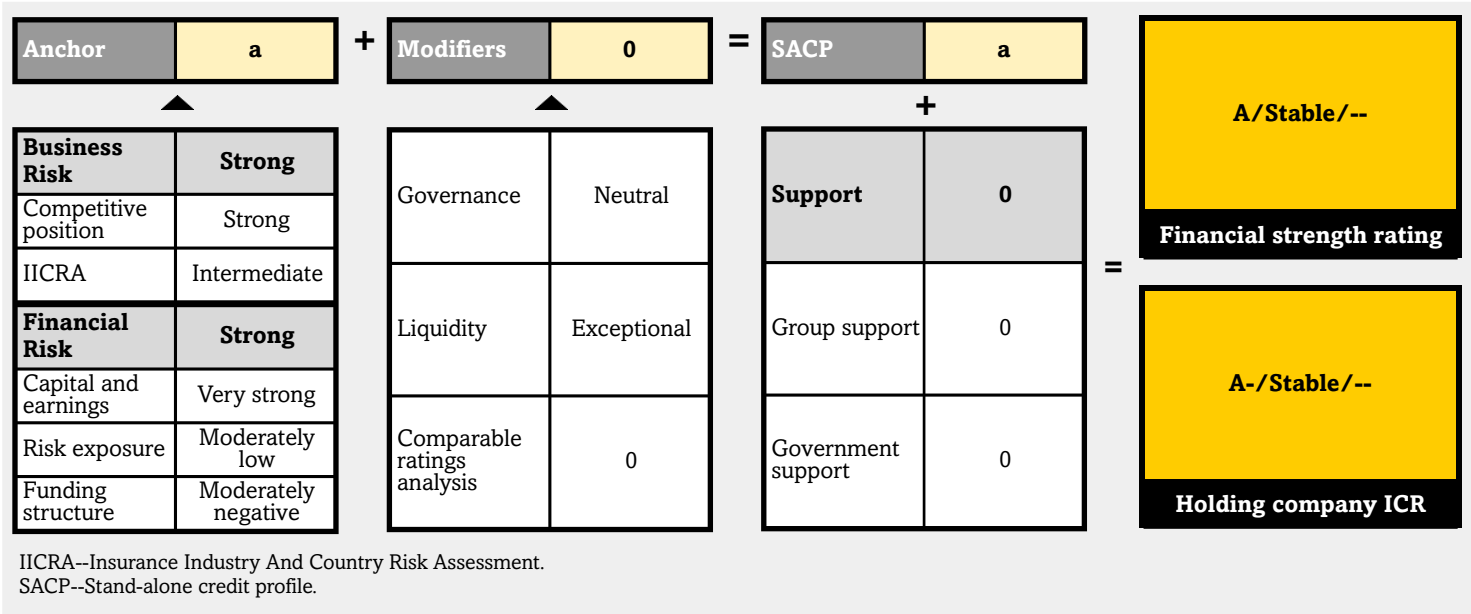 Anchor a + Modifiers 0 = SACP a
+
Business
Risk
Strong
Competitive
position
Strong
IICRA Intermediate
Financial
Risk
Strong
Capital and
earnings
Very strong
Risk exposure
Moderately
low
Funding
structure
Moderately
negative
Governance Neutral
Liquidity Exceptional
Comparable
ratings
analysis
0
Support 0
Group support 0
Government
support
0
=
A/Stable/--
Financial strength rating
A-/Stable/--
Holding company ICR
IICRA--Insurance Industry And Country Risk Assessment.
SACP--Stand-alone credit profile.